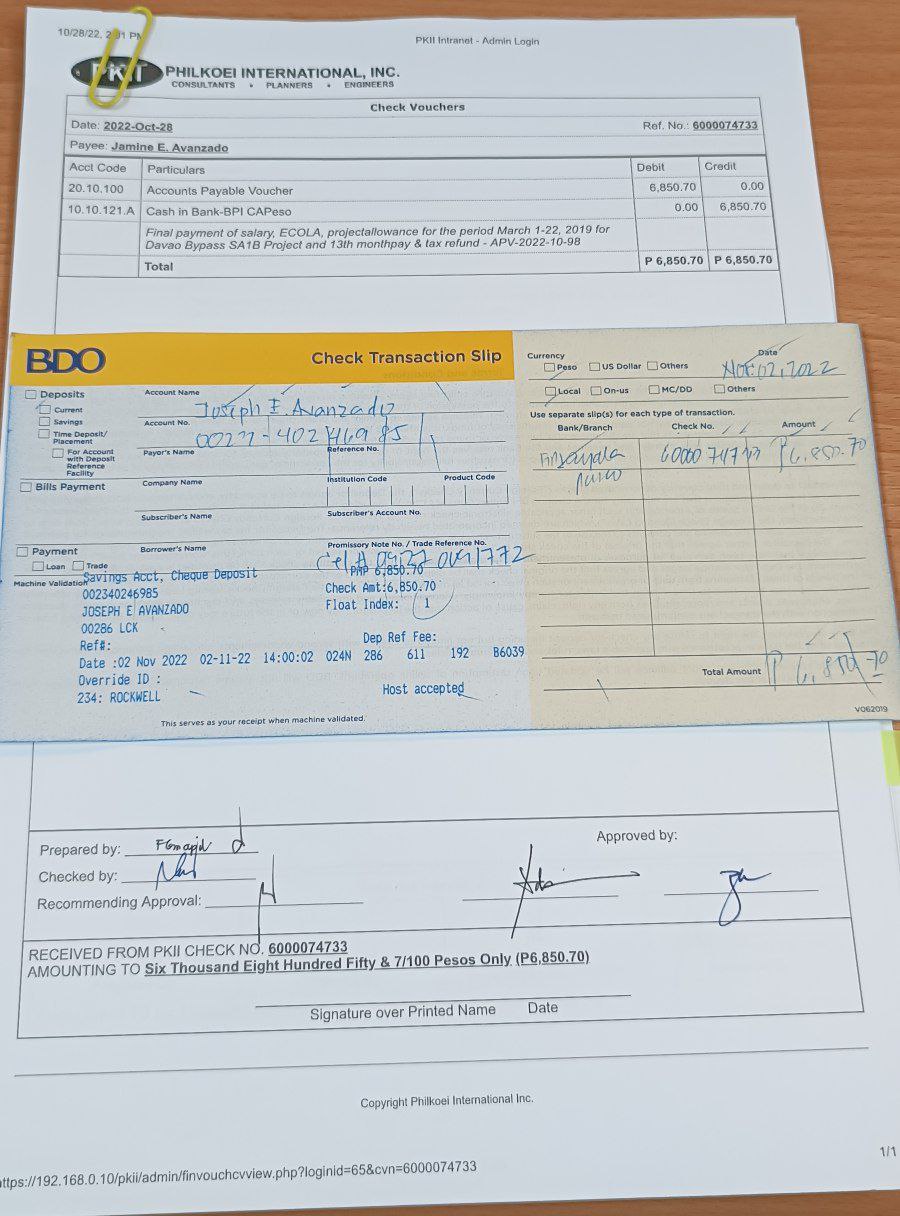 10/28/22, 2:31 PM
PKII Intranet - Admin Login
PKII PHILKOEI INTERNATIONAL, INC.
CONSULTANTS • PLANNERS • ENGINEERS
Check Vouchers
Date: 2022-Oct-28 Ref. No.: 6000074733
Payee: Jamine E. Avanzado
Acct Code Particulars Debit Credit
20.10.100 Accounts Payable Voucher 6,850.70 0.00
10.10.121.A Cash in Bank-BPI CAPeso 0.00 6,850.70
Final payment of salary, ECOLA, projectallowance for the period March 1-22, 2019 for
Davao Bypass SA1B Project and 13th monthpay & tax refund - APV-2022-10-98
Total P 6,850.70 P 6,850.70
BDO Check Transaction Slip
Deposits
Current
Savings
Time Deposit/
Placement
For Account
with Deposit
Reference
Facility
Bills Payment
Payment
Loan Trade
Account Name
Joseph E. Avanzado
Account No.
Payor's Name Reference No.
Company Name Institution Code Product Code
Subscriber's Name Subscriber's Account No.
Borrower's Name Promissory Note No. / Trade Reference No.
Cel #
Machine Validation
Savings Acct, Cheque Deposit PHP 6,850.70
002340246985 Check Amt:6,850.70
JOSEPH E AVANZADO Float Index: 1
00286 LCK
Ref#: Dep Ref Fee:
Date :02 Nov 2022 02-11-22 14:00:02 024N 286 611 192 B6039
Override ID :
234: ROCKWELL Host accepted
This serves as your receipt when machine validated.
Currency Date
Peso US Dollar Others Nov. 02, 2022
Local On-us MC/DD Others
Use separate slip(s) for each type of transaction.
Bank/Branch Check No. Amount
P6,850.70
Total Amount P 6,850.70
VO62019
Prepared by:
Approved by:
Checked by:
Recommending Approval:
RECEIVED FROM PKII CHECK NO. 6000074733
AMOUNTING TO Six Thousand Eight Hundred Fifty & 7/100 Pesos Only (P6,850.70)
Signature over Printed Name Date
Copyright Philkoei International Inc.
1/1
https://192.168.0.10/pkii/admin/finvouchcvview.php?loginid=65&cvn=6000074733